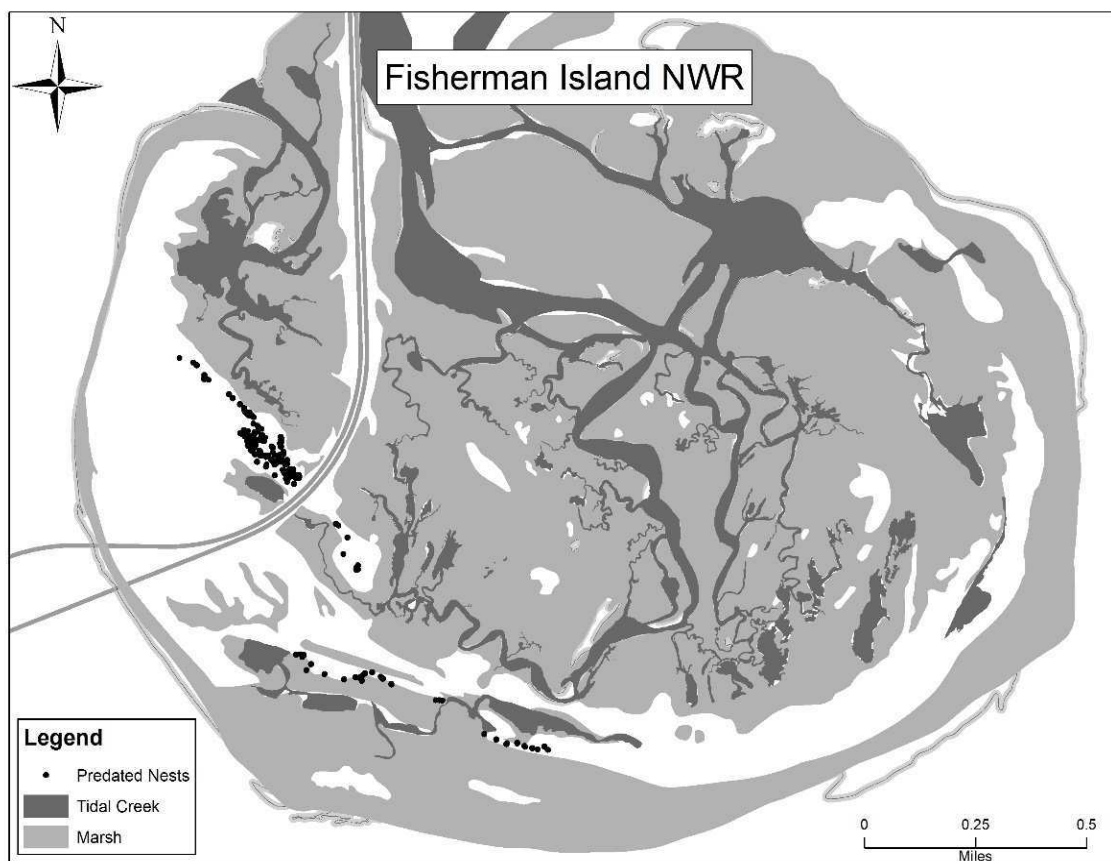 N
Fisherman Island NWR
Legend
Predated Nests
Tidal Creek
Marsh
0 0.25 0.5
Miles